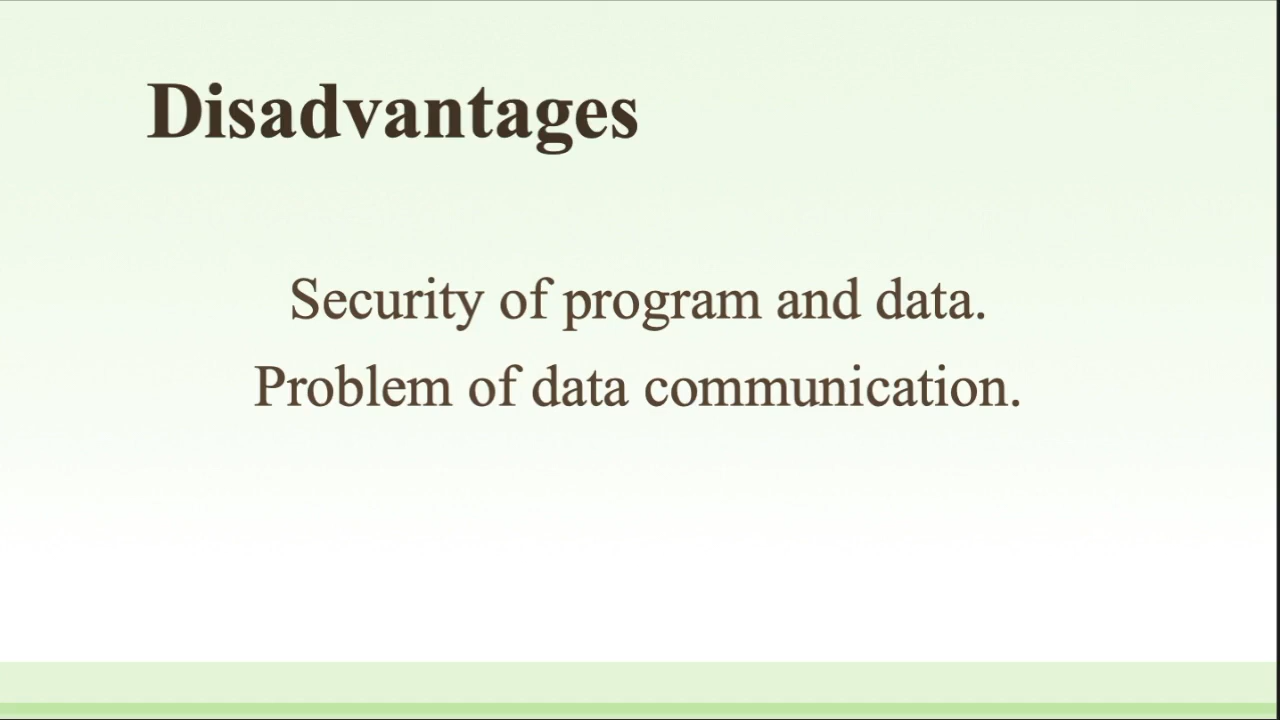 Disadvantages
Security of program and data.
Problem of data communication.